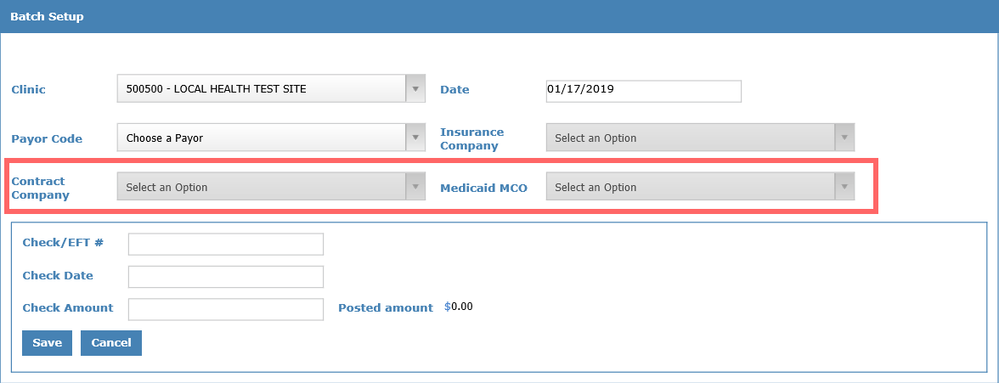 Batch Setup
Clinic
500500 - LOCAL HEALTH TEST SITE
Date
01/17/2019
Payor Code
Choose a Payor
Insurance
Company
Select an Option
Contract
Company
Select an Option
Medicaid MCO
Select an Option
Check/EFT #
Check Date
Check Amount
Posted amount $0.00
Save
Cancel